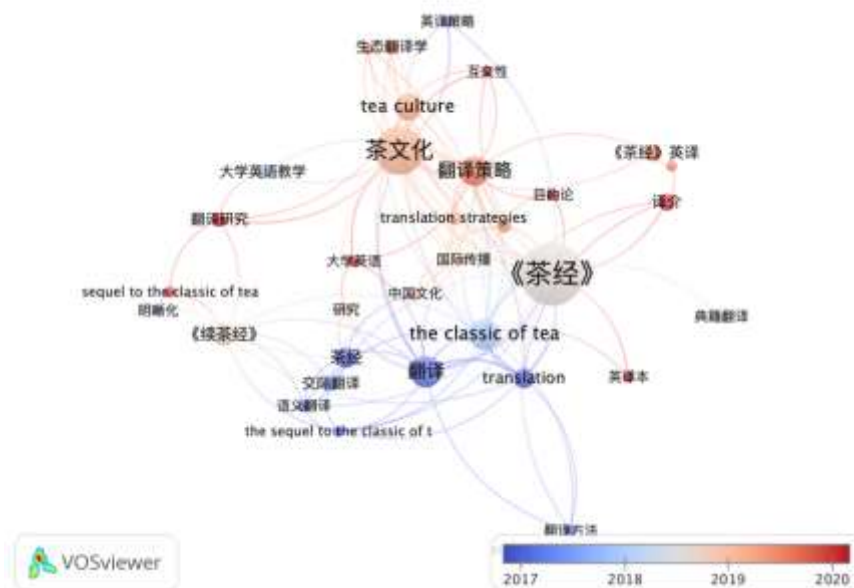 英译策略
生态翻译学
互文性
tea culture
茶文化
翻译策略
《茶经》英译
大学英语教学
目的论
译介
翻译研究
translation strategies
大学英语
国际传播
《茶经》
sequel to the classic of tea
中国文化
明晰化
研究
典籍翻译
《续茶经》
the classic of tea
茶经
翻译
translation
英译本
交际翻译
语义翻译
the sequel to the classic of t
翻译方法
VOSviewer
2017 2018 2019 2020